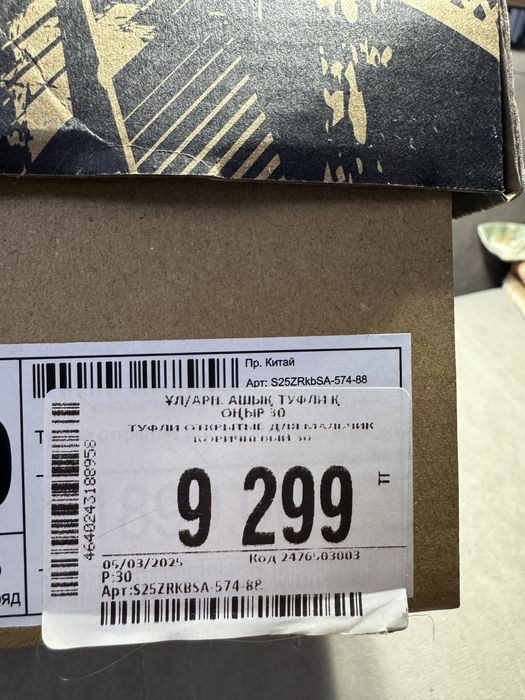 Пр. Китай
Арт: S25ZRkbSA-574-88
ҰЛ/АРН. АШЫҚ ТУФЛИ Қ
ОҢЫР 30
ТУФЛИ ОТКРЫТЫЕ ДЛЯ МАЛЬЧИК
КОРИЧНЕВЫЙ 30
4640243188958
9 299
ТГ
05/03/2025 Код 2476503003
Р:30
Арт:S25ZRKBSA-574-88